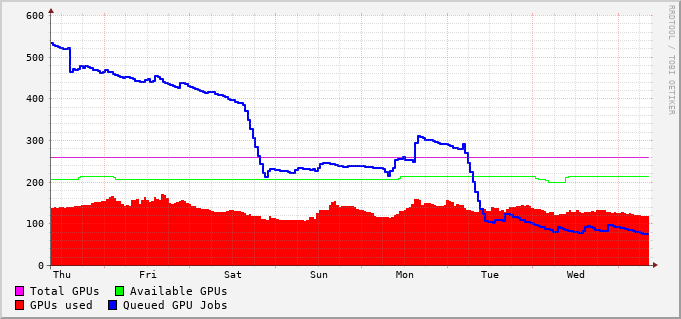 600
500
400
300
200
100
0
Thu Fri Sat Sun Mon Tue Wed
Total GPUs Available GPUs
GPUs used Queued GPU Jobs
RRDTOOL / TOBI OETIKER